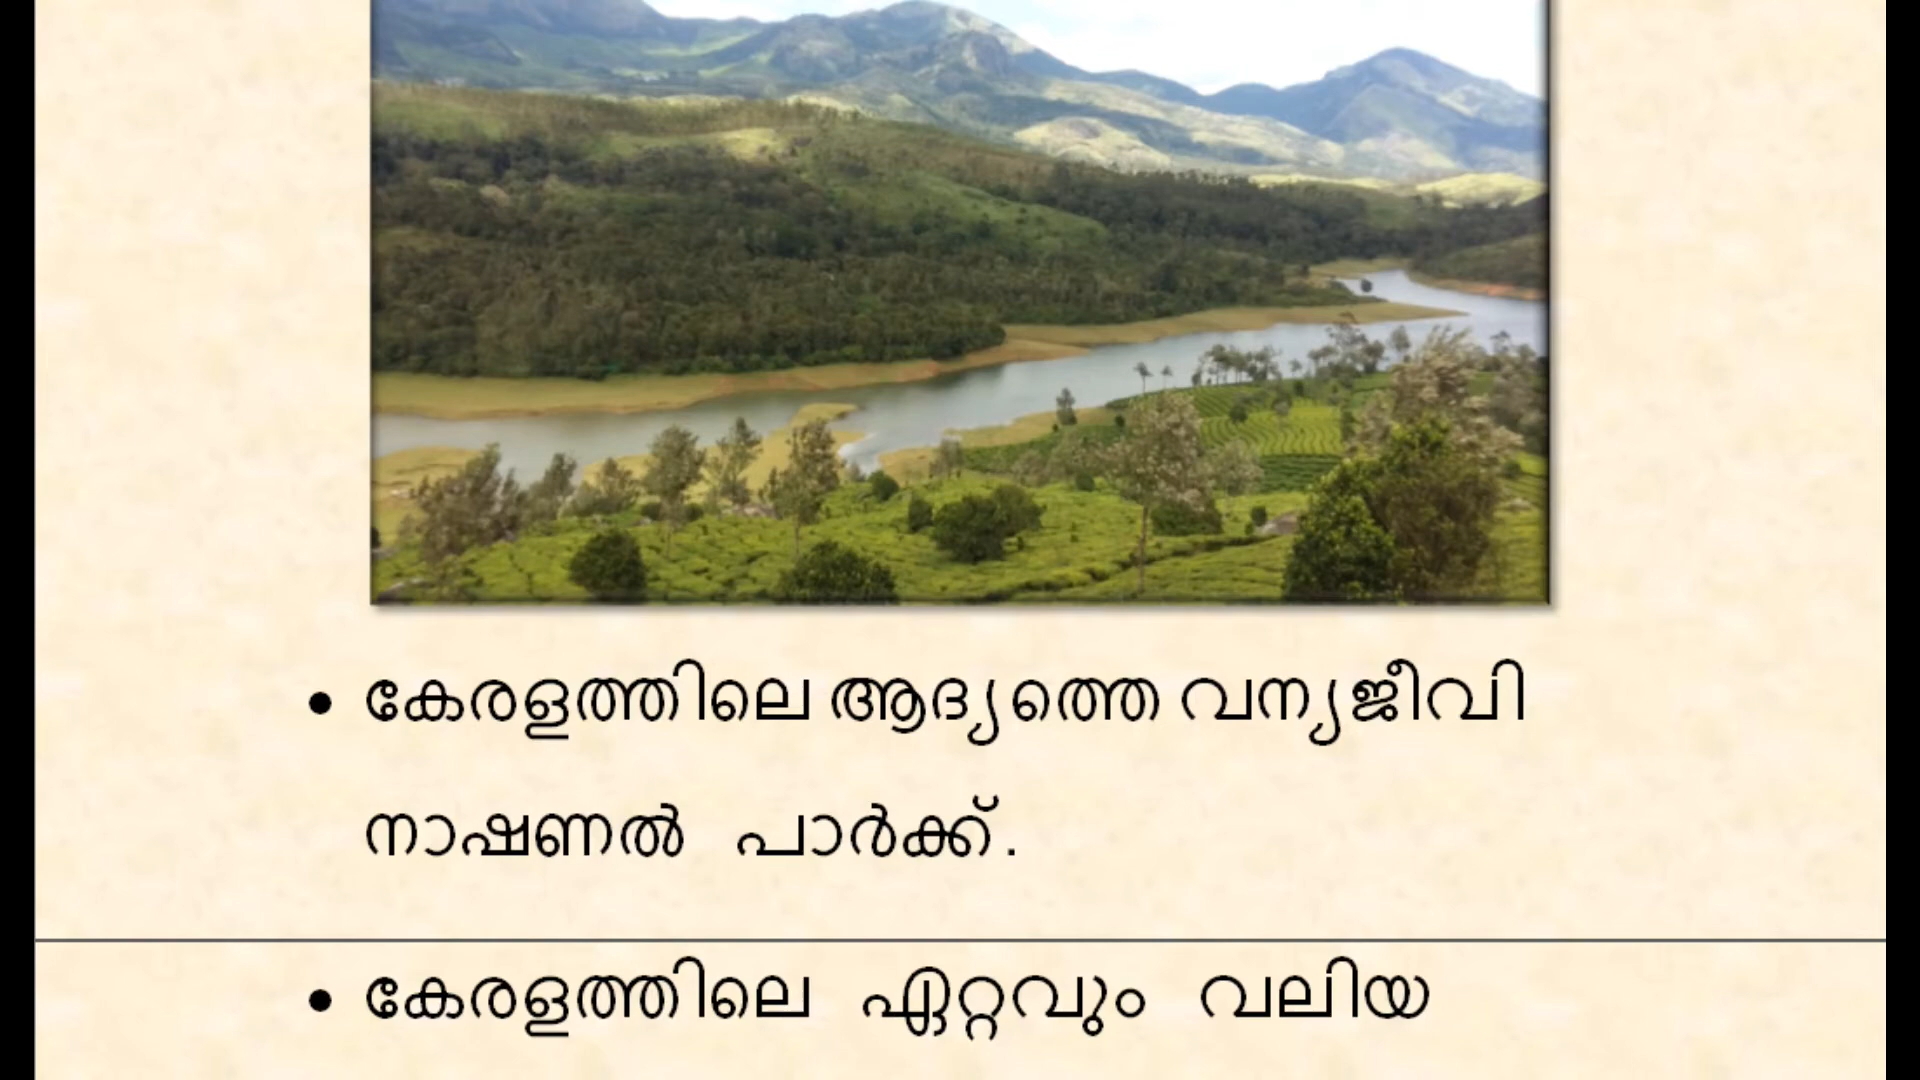 • കേരളത്തിലെ ആദ്യത്തെ വന്യജീവി
നാഷണൽ പാർക്ക്.
• കേരളത്തിലെ ഏറ്റവും വലിയ